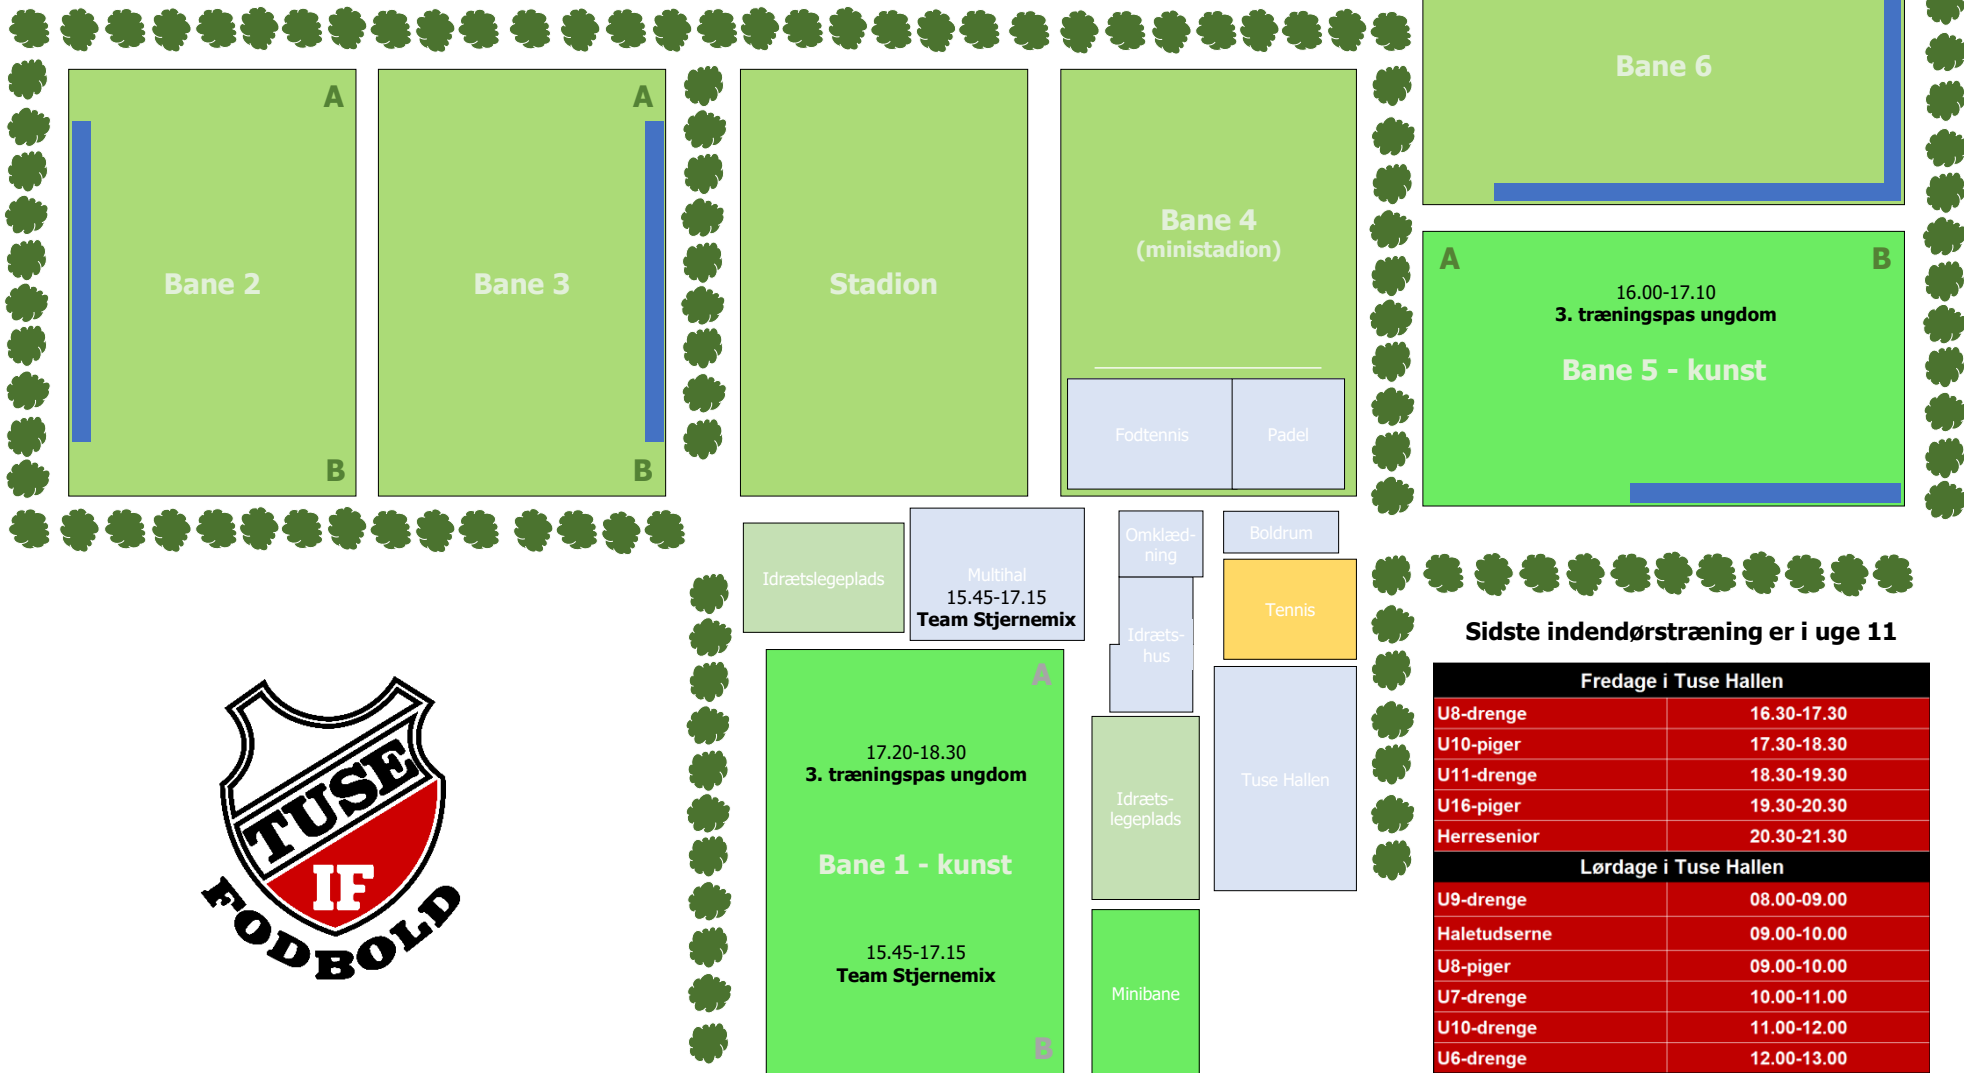 Bane 6
A
A
Bane 2
Bane 3
B
B
Stadion
Bane 4
(ministadion)
Fodtennis
Padel
A
B
16.00-17.10
3. træningspas ungdom
Bane 5 - kunst
Idrætslegeplads
Multihal
15.45-17.15
Team Stjernemix
Omklæd-
ning
Boldrum
Tennis
Idræts-
hus
Tuse Hallen
Idræts-
legeplads
Minibane
A
17.20-18.30
3. træningspas ungdom
Bane 1 - kunst
15.45-17.15
Team Stjernemix
B
TUSE
IF
FODBOLD
Sidste indendørstræning er i uge 11
Fredage i Tuse Hallen
U8-drenge 16.30-17.30
U10-piger 17.30-18.30
U11-drenge 18.30-19.30
U16-piger 19.30-20.30
Herresenior 20.30-21.30
Lørdage i Tuse Hallen
U9-drenge 08.00-09.00
Haletudserne 09.00-10.00
U8-piger 09.00-10.00
U7-drenge 10.00-11.00
U10-drenge 11.00-12.00
U6-drenge 12.00-13.00